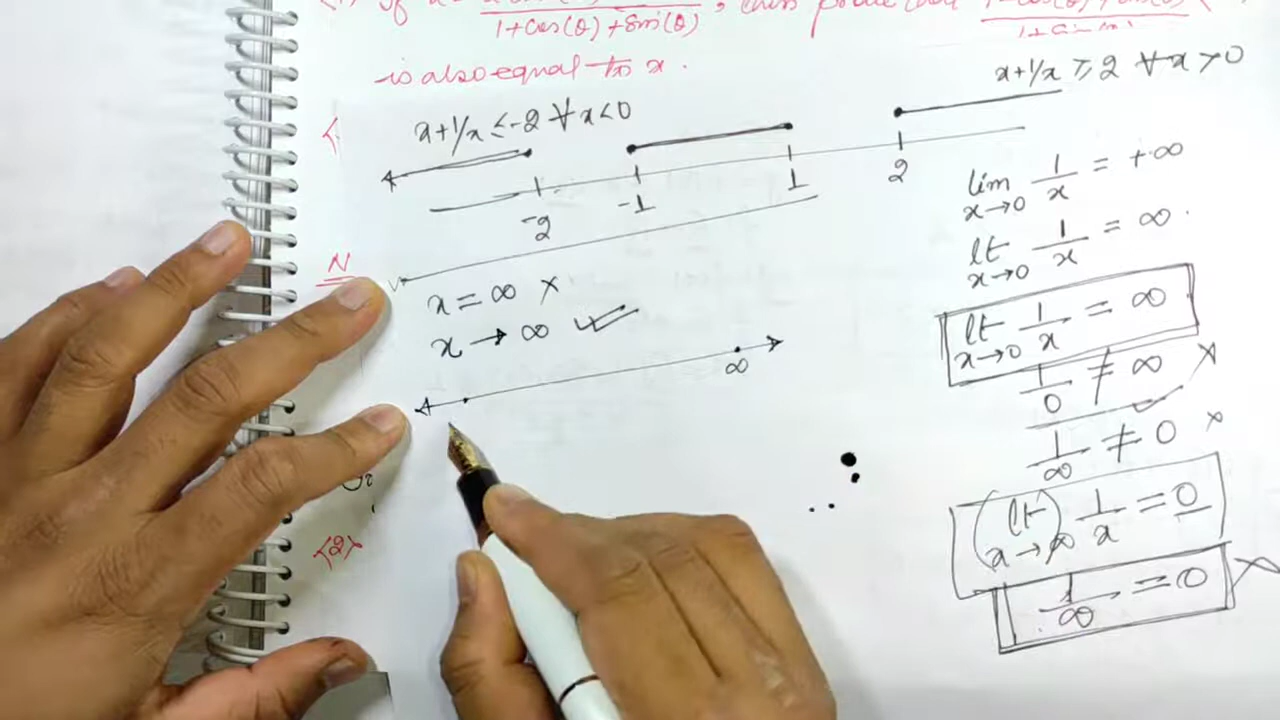 1+cos(θ)+sin(θ)
is also equal to x.
x+1/x ≥ 2 ∀ x > 0
x+1/x ≤ -2 ∀ x < 0
-2 -1 1 2
N
x = ∞ ×
x → ∞ ✓
∞
<2>
lim x→0 1/x = +∞
lt x→0 1/x = ∞.
lt x→0 1/x = ∞
1/0 ≠ ∞ ×
1/∞ ≠ 0 ×
(lt) x→∞ 1/x = 0
1/∞ = 0 ×